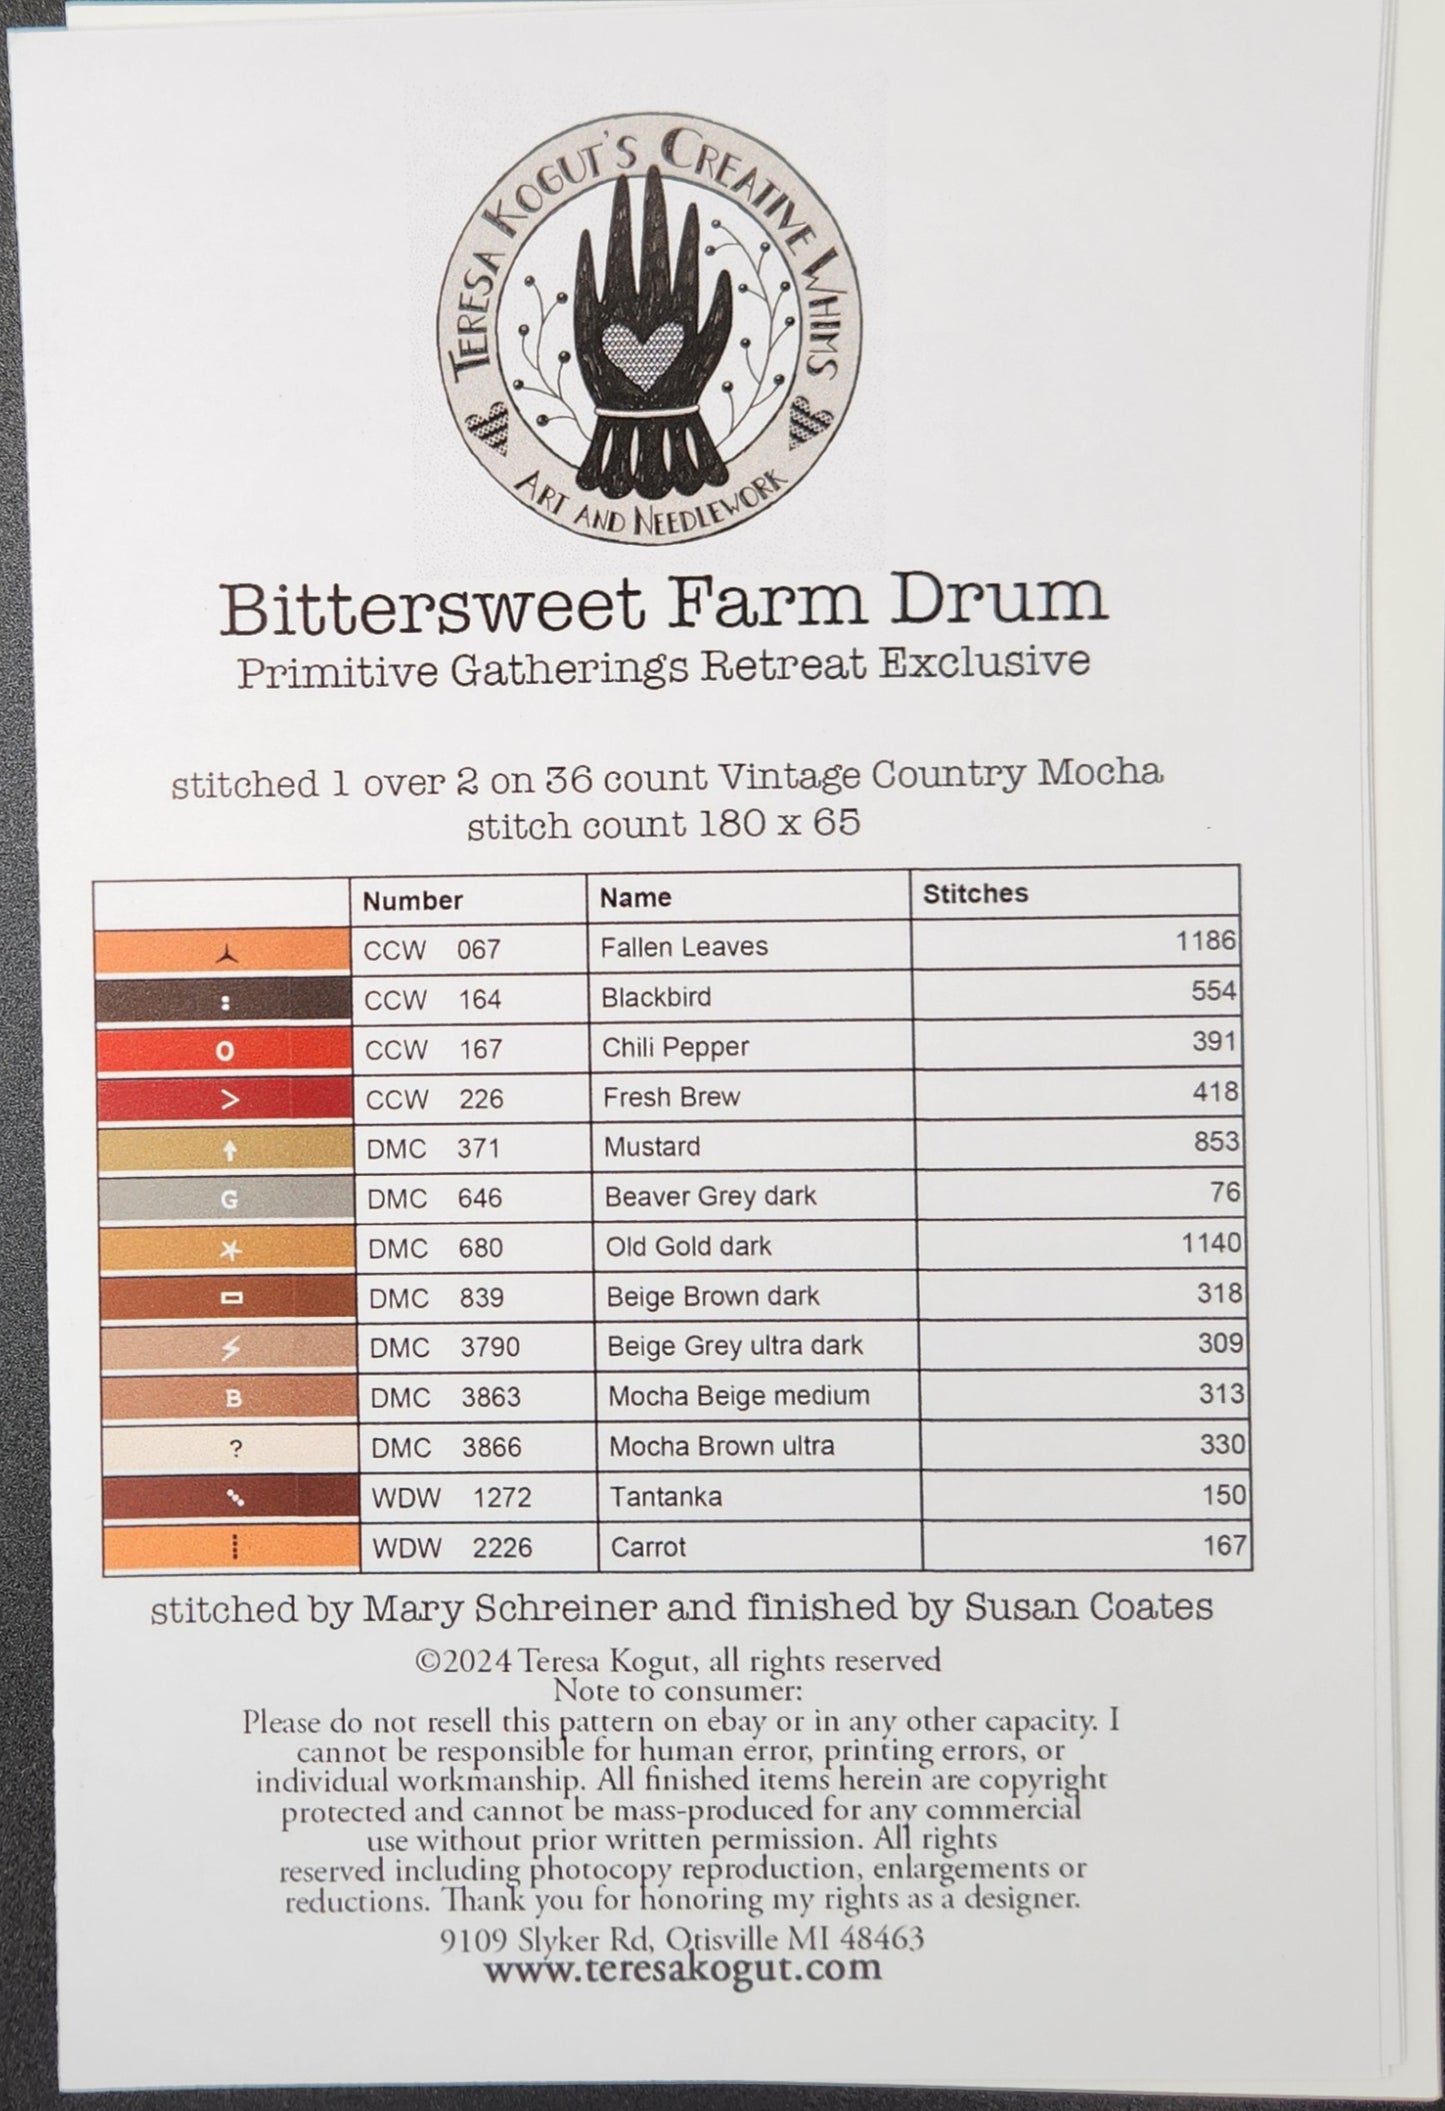 TERESA KOGUT'S CREATIVE WHIMS
ART AND NEEDLEWORK
Bittersweet Farm Drum
Primitive Gatherings Retreat Exclusive
stitched 1 over 2 on 36 count Vintage Country Mocha
stitch count 180 x 65
Number Name Stitches
CCW 067 Fallen Leaves 1186
: CCW 164 Blackbird 554
O CCW 167 Chili Pepper 391
> CCW 226 Fresh Brew 418
DMC 371 Mustard 853
G DMC 646 Beaver Grey dark 76
DMC 680 Old Gold dark 1140
DMC 839 Beige Brown dark 318
DMC 3790 Beige Grey ultra dark 309
B DMC 3863 Mocha Beige medium 313
? DMC 3866 Mocha Brown ultra 330
WDW 1272 Tantanka 150
WDW 2226 Carrot 167
stitched by Mary Schreiner and finished by Susan Coates
©2024 Teresa Kogut, all rights reserved
Note to consumer:
Please do not resell this pattern on ebay or in any other capacity. I
cannot be responsible for human error, printing errors, or
individual workmanship. All finished items herein are copyright
protected and cannot be mass-produced for any commercial
use without prior written permission. All rights
reserved including photocopy reproduction, enlargements or
reductions. Thank you for honoring my rights as a designer.
9109 Slyker Rd, Otisville MI 48463
www.teresakogut.com